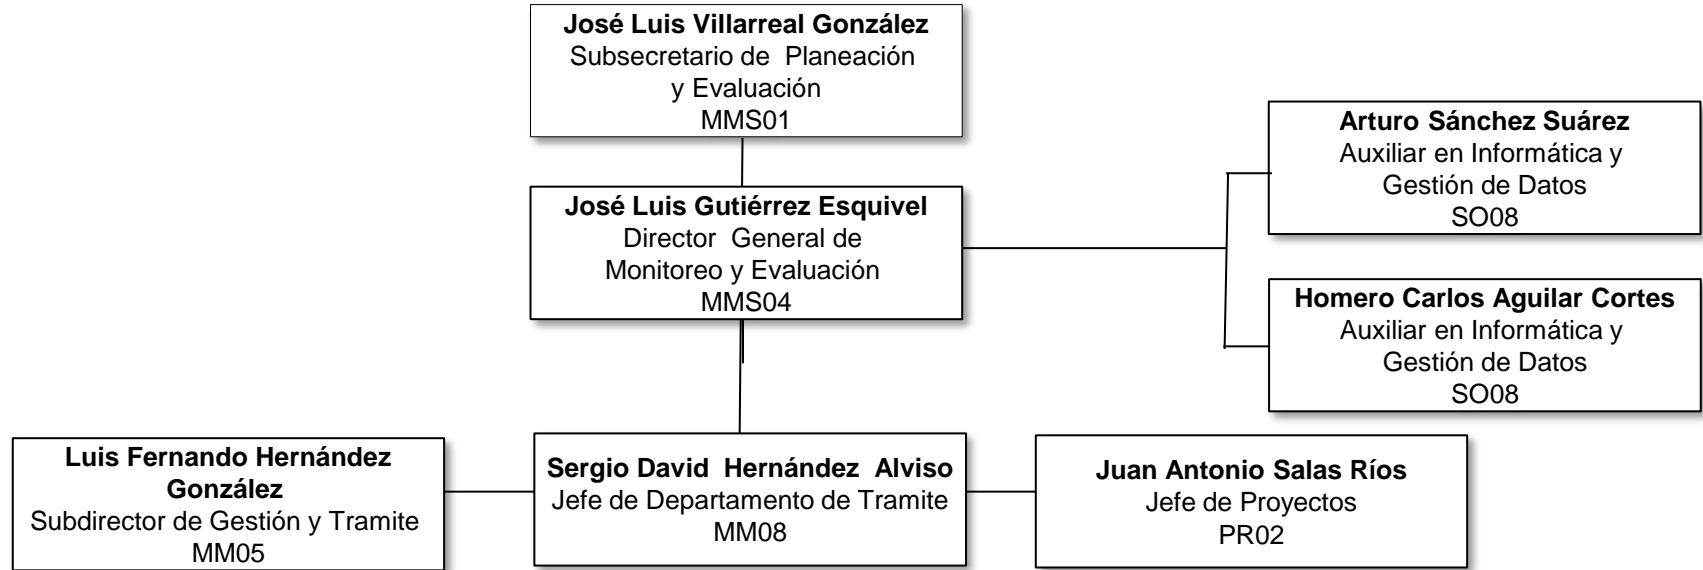 José Luis Villarreal González
Subsecretario de Planeación
y Evaluación
MMS01
Arturo Sánchez Suárez
Auxiliar en Informática y
Gestión de Datos
SO08
José Luis Gutiérrez Esquivel
Director General de
Monitoreo y Evaluación
MMS04
Homero Carlos Aguilar Cortes
Auxiliar en Informática y
Gestión de Datos
SO08
Luis Fernando Hernández
González
Subdirector de Gestión y Tramite
MM05
Sergio David Hernández Alviso
Jefe de Departamento de Tramite
MM08
Juan Antonio Salas Ríos
Jefe de Proyectos
PR02